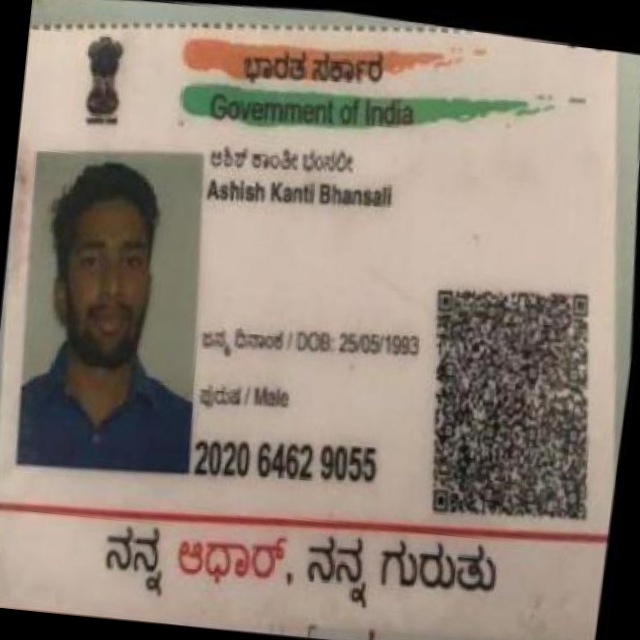 ಭಾರತ ಸರ್ಕಾರ
Government of India
ಆಶಿಶ್ ಕಾಂತೀ ಭಂಸಲೀ
Ashish Kanti Bhansali
ಜನ್ಮ ದಿನಾಂಕ / DOB: 25/05/1993
ಪುರುಷ / Male
2020 6462 9055
ನನ್ನ ಆಧಾರ್, ನನ್ನ ಗುರುತು